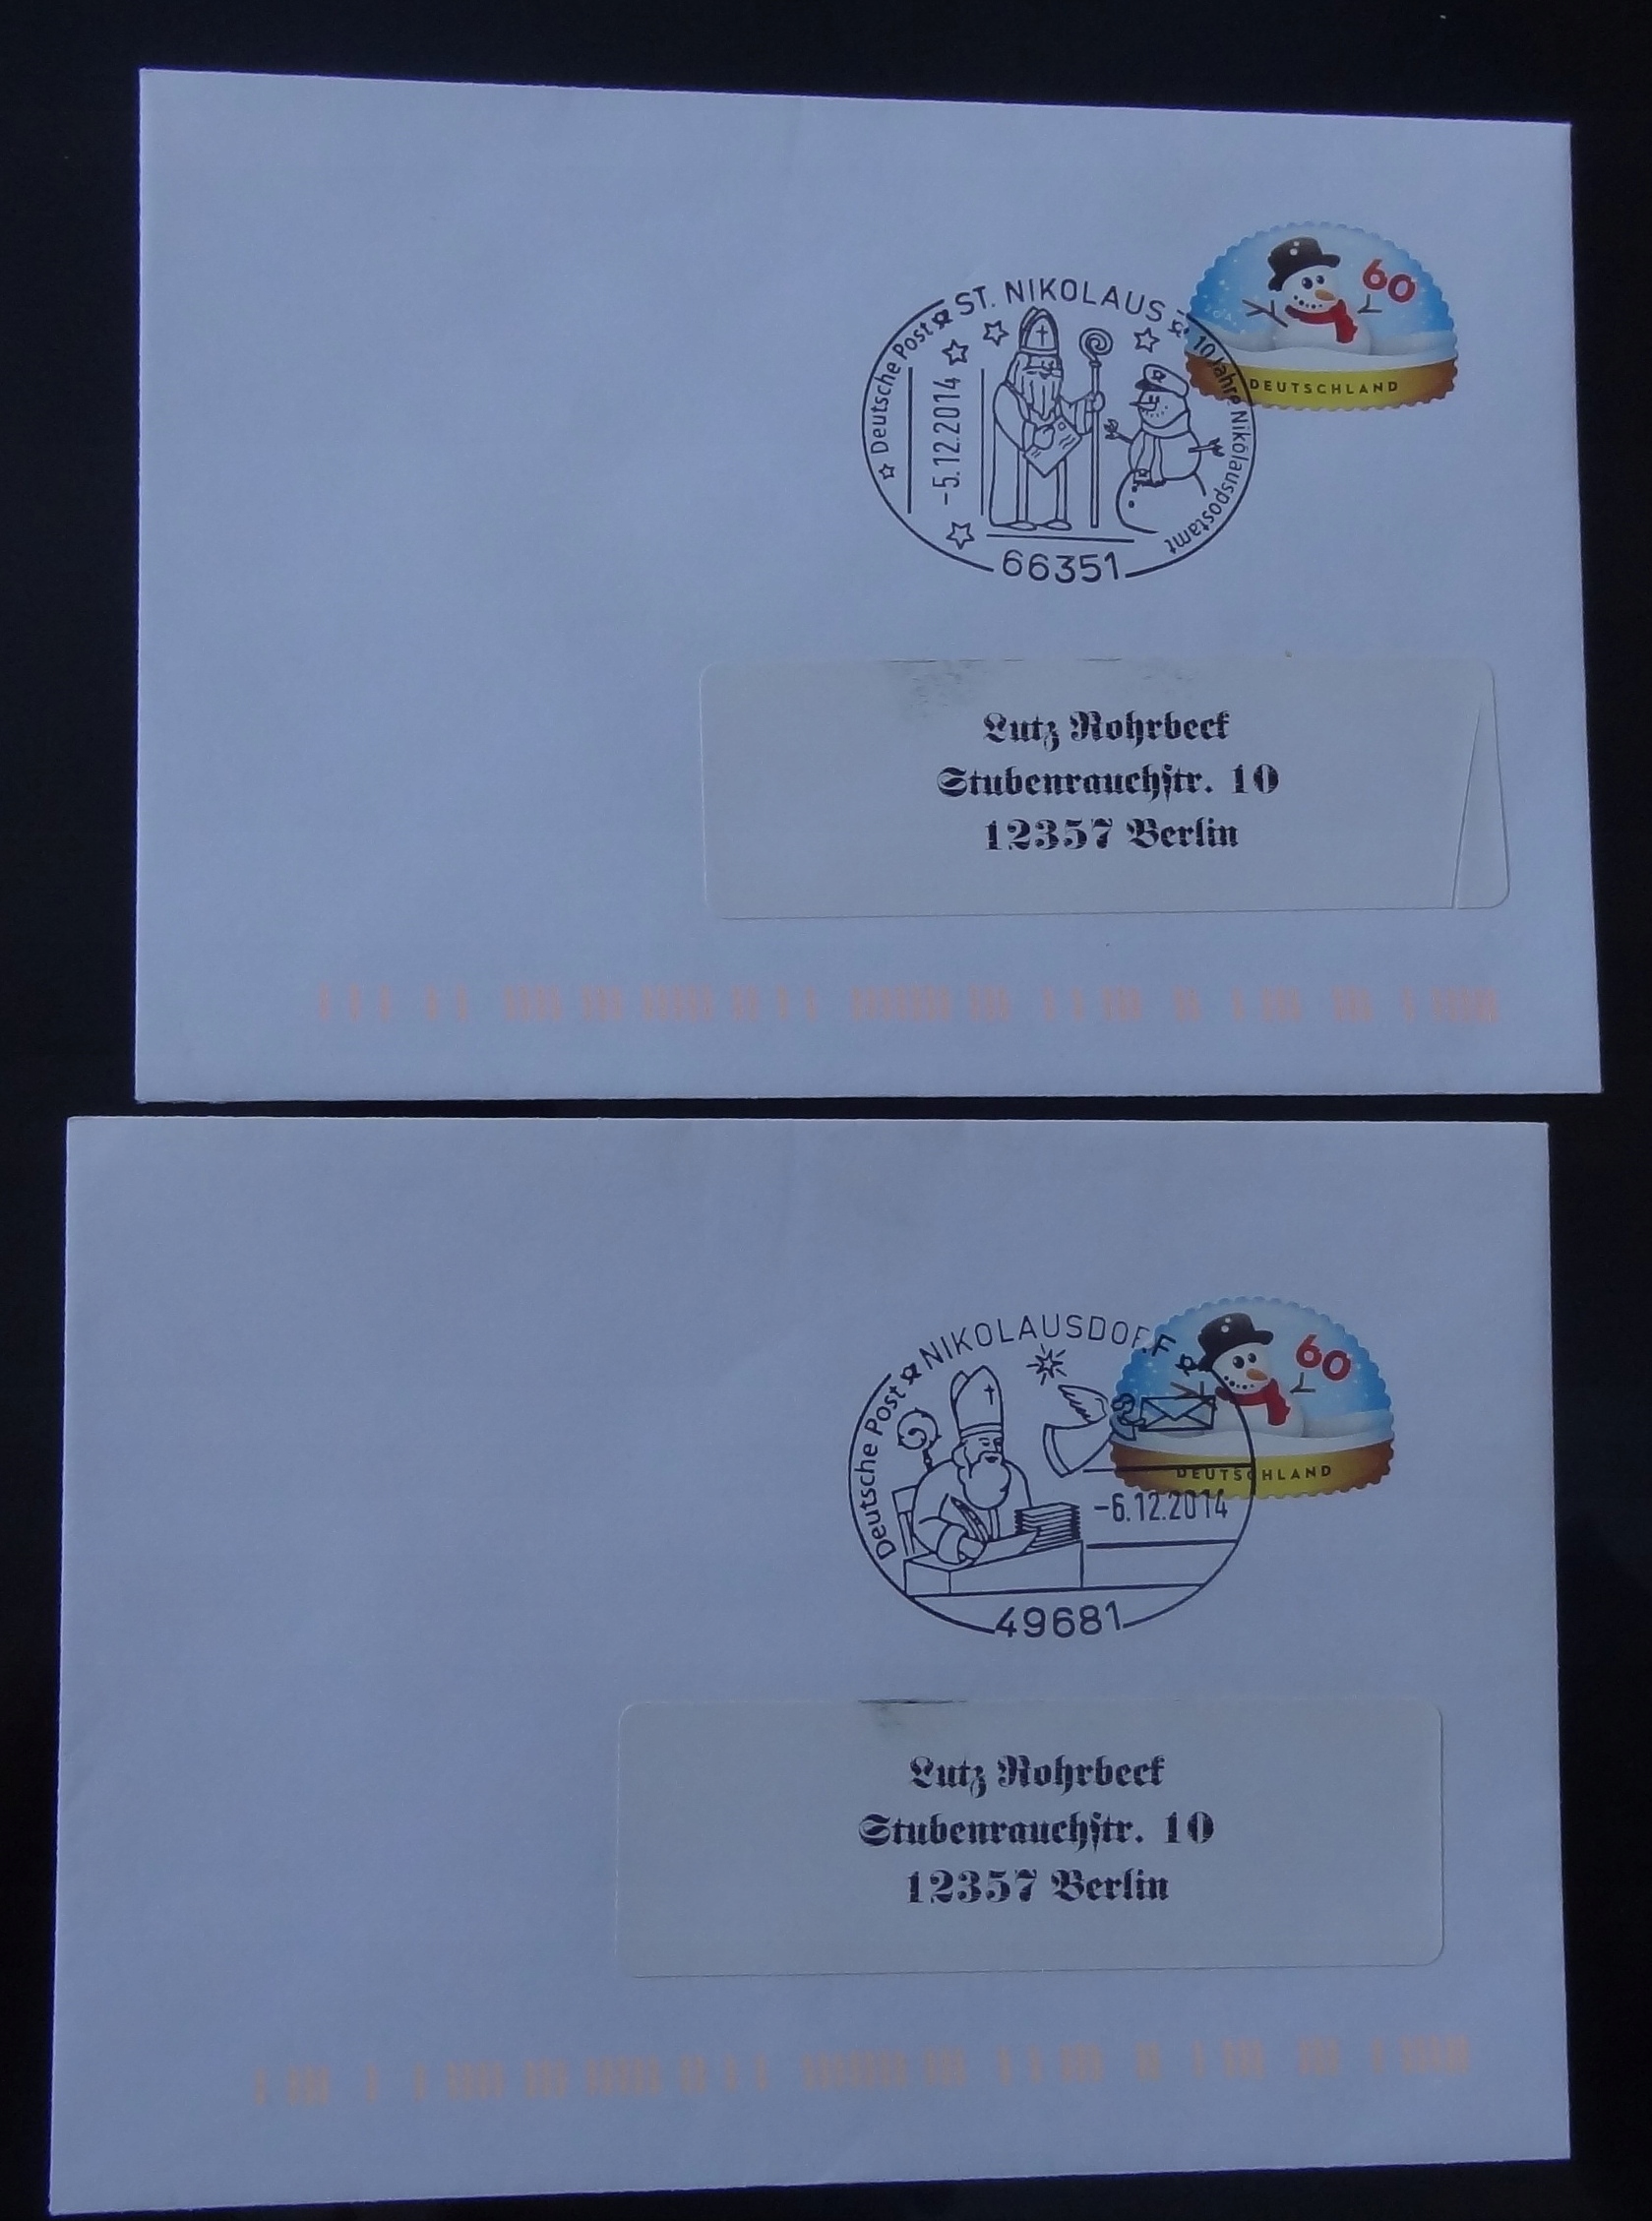 60
DEUTSCHLAND
Deutsche Post ST. NIKOLAUS 10 Jahre Nikolauspostamt
-5.12.2014
66351
Lutz Rohrbeck
Stubenrauchstr. 10
12357 Berlin
60
DEUTSCHLAND
Deutsche Post NIKOLAUSDORF
-6.12.2014
49681
Lutz Rohrbeck
Stubenrauchstr. 10
12357 Berlin